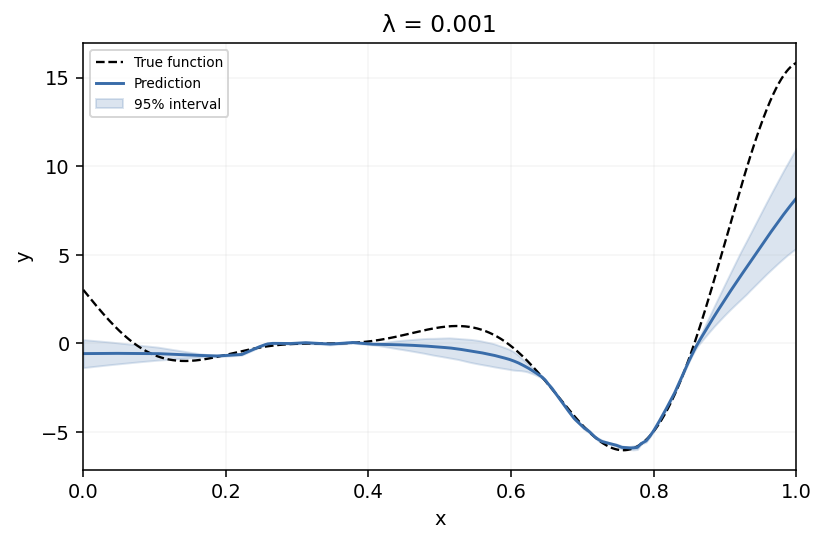 λ = 0.001
True function
Prediction
95% interval
15
10
5
0
−5
y
0.0 0.2 0.4 0.6 0.8 1.0
x